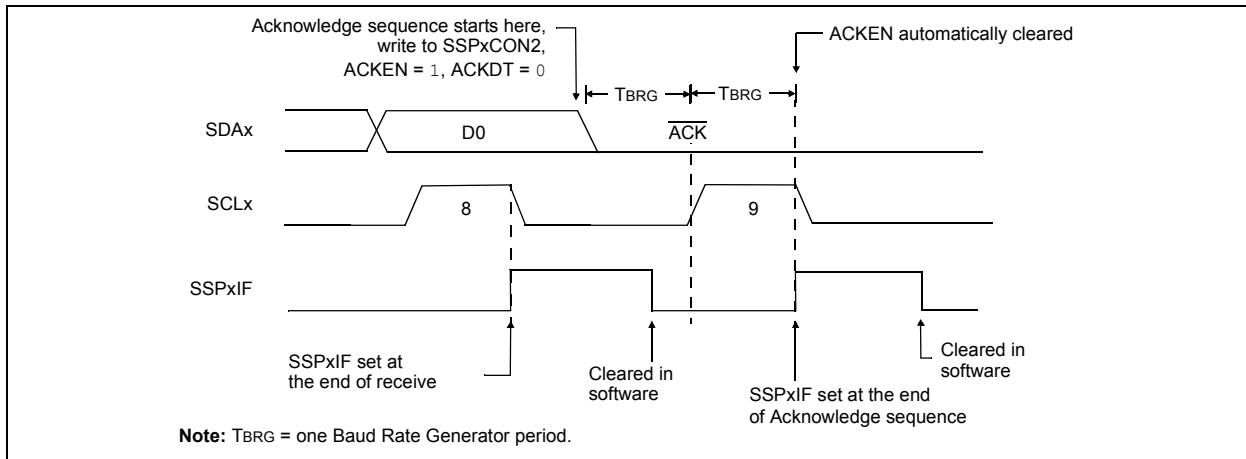 Acknowledge sequence starts here,
write to SSPxCON2,
ACKEN = 1, ACKDT = 0
ACKEN automatically cleared
TBRG
TBRG
SDAx
D0
ACK
SCLx
8
9
SSPxIF
SSPxIF set at
the end of receive
Cleared in
software
SSPxIF set at the end
of Acknowledge sequence
Cleared in
software
Note: TBRG = one Baud Rate Generator period.